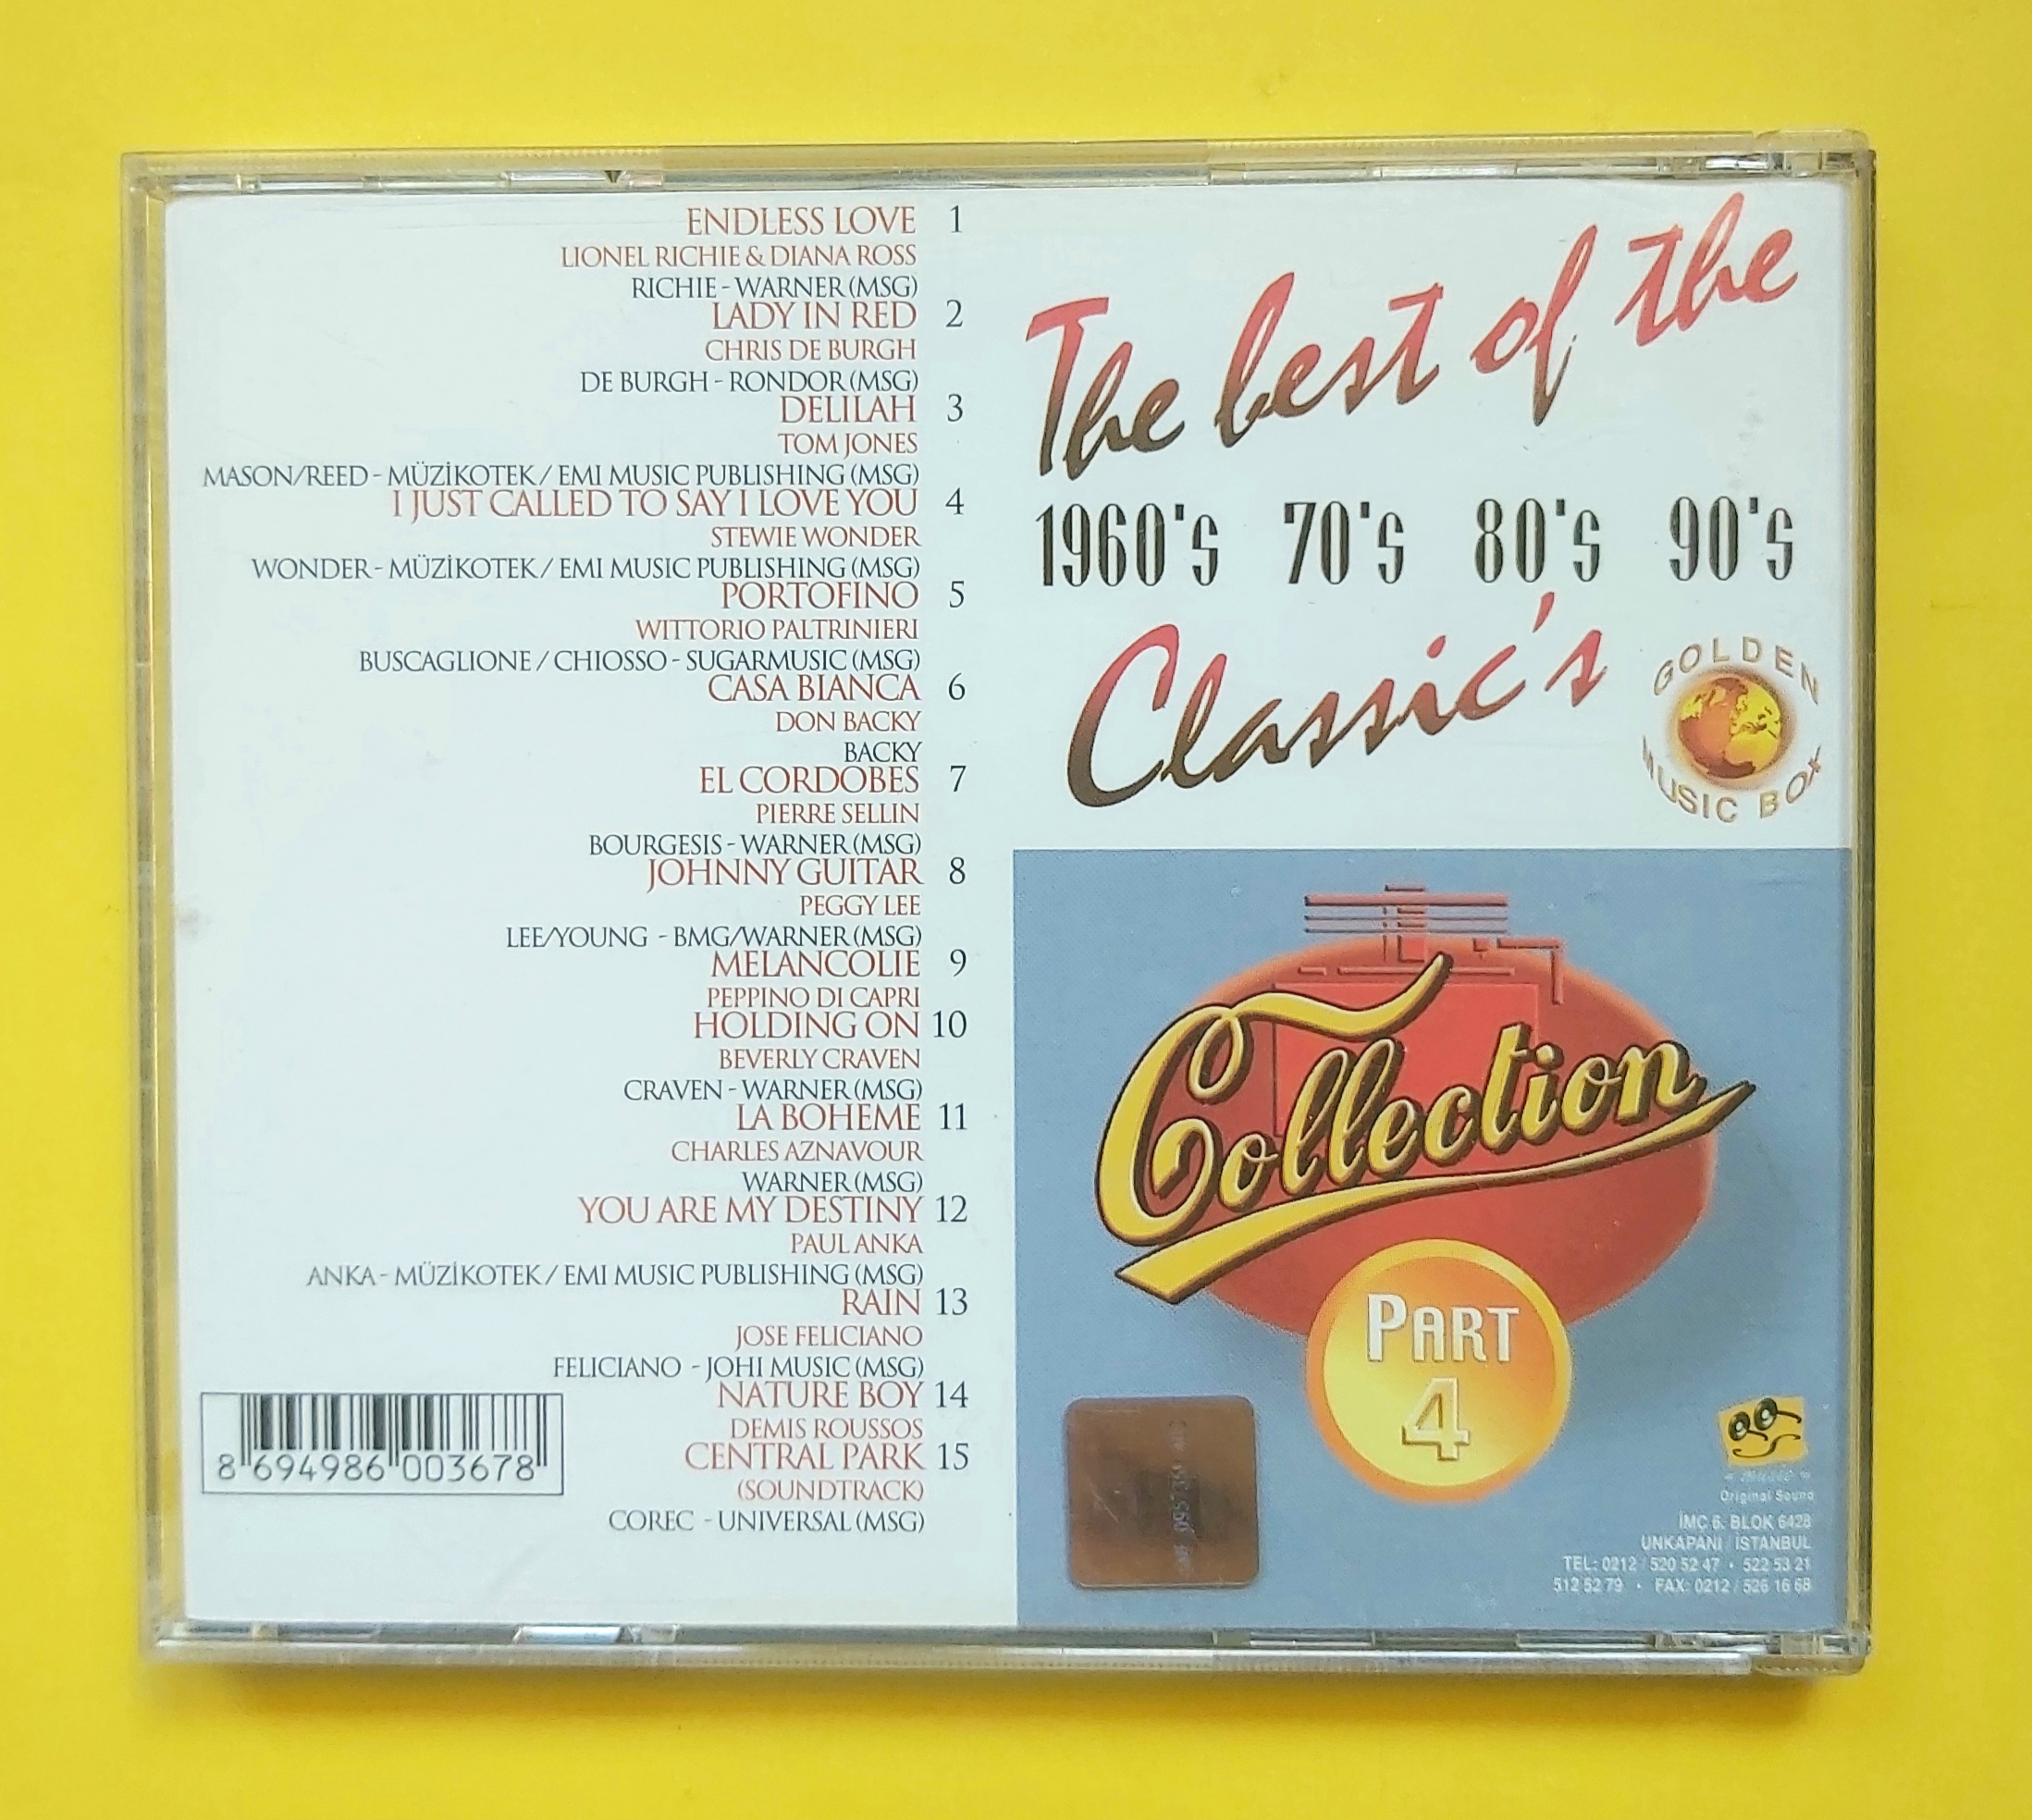 ENDLESS LOVE 1
LIONEL RICHIE & DIANA ROSS
RICHIE - WARNER (MSG)
LADY IN RED 2
CHRIS DE BURGH
DE BURGH - RONDOR (MSG)
DELILAH 3
TOM JONES
MASON/REED - MÜZİKOTEK / EMI MUSIC PUBLISHING (MSG)
I JUST CALLED TO SAY I LOVE YOU 4
STEWIE WONDER
WONDER - MÜZİKOTEK / EMI MUSIC PUBLISHING (MSG)
PORTOFINO 5
WITTORIO PALTRINIERI
BUSCAGLIONE / CHIOSSO - SUGARMUSIC (MSG)
CASA BIANCA 6
DON BACKY
BACKY
EL CORDOBES 7
PIERRE SELLIN
BOURGESIS - WARNER (MSG)
JOHNNY GUITAR 8
PEGGY LEE
LEE/YOUNG - BMG/WARNER (MSG)
MELANCOLIE 9
PEPPINO DI CAPRI
HOLDING ON 10
BEVERLY CRAVEN
CRAVEN - WARNER (MSG)
LA BOHEME 11
CHARLES AZNAVOUR
WARNER (MSG)
YOU ARE MY DESTINY 12
PAUL ANKA
ANKA - MÜZİKOTEK / EMI MUSIC PUBLISHING (MSG)
RAIN 13
JOSE FELICIANO
FELICIANO - JOHI MUSIC (MSG)
NATURE BOY 14
DEMIS ROUSSOS
CENTRAL PARK 15
(SOUNDTRACK)
COREC - UNIVERSAL (MSG)
8 694986 003678
The best of the
1960's 70's 80's 90's
Classic's
GOLDEN
MUSIC BOX
Collection
PART
4
music
Original Sound
İMÇ 6. BLOK 6428
UNKAPANI / İSTANBUL
TEL: 0212 / 520 52 47 • 522 53 21
512 52 79 • FAX: 0212 / 526 16 68